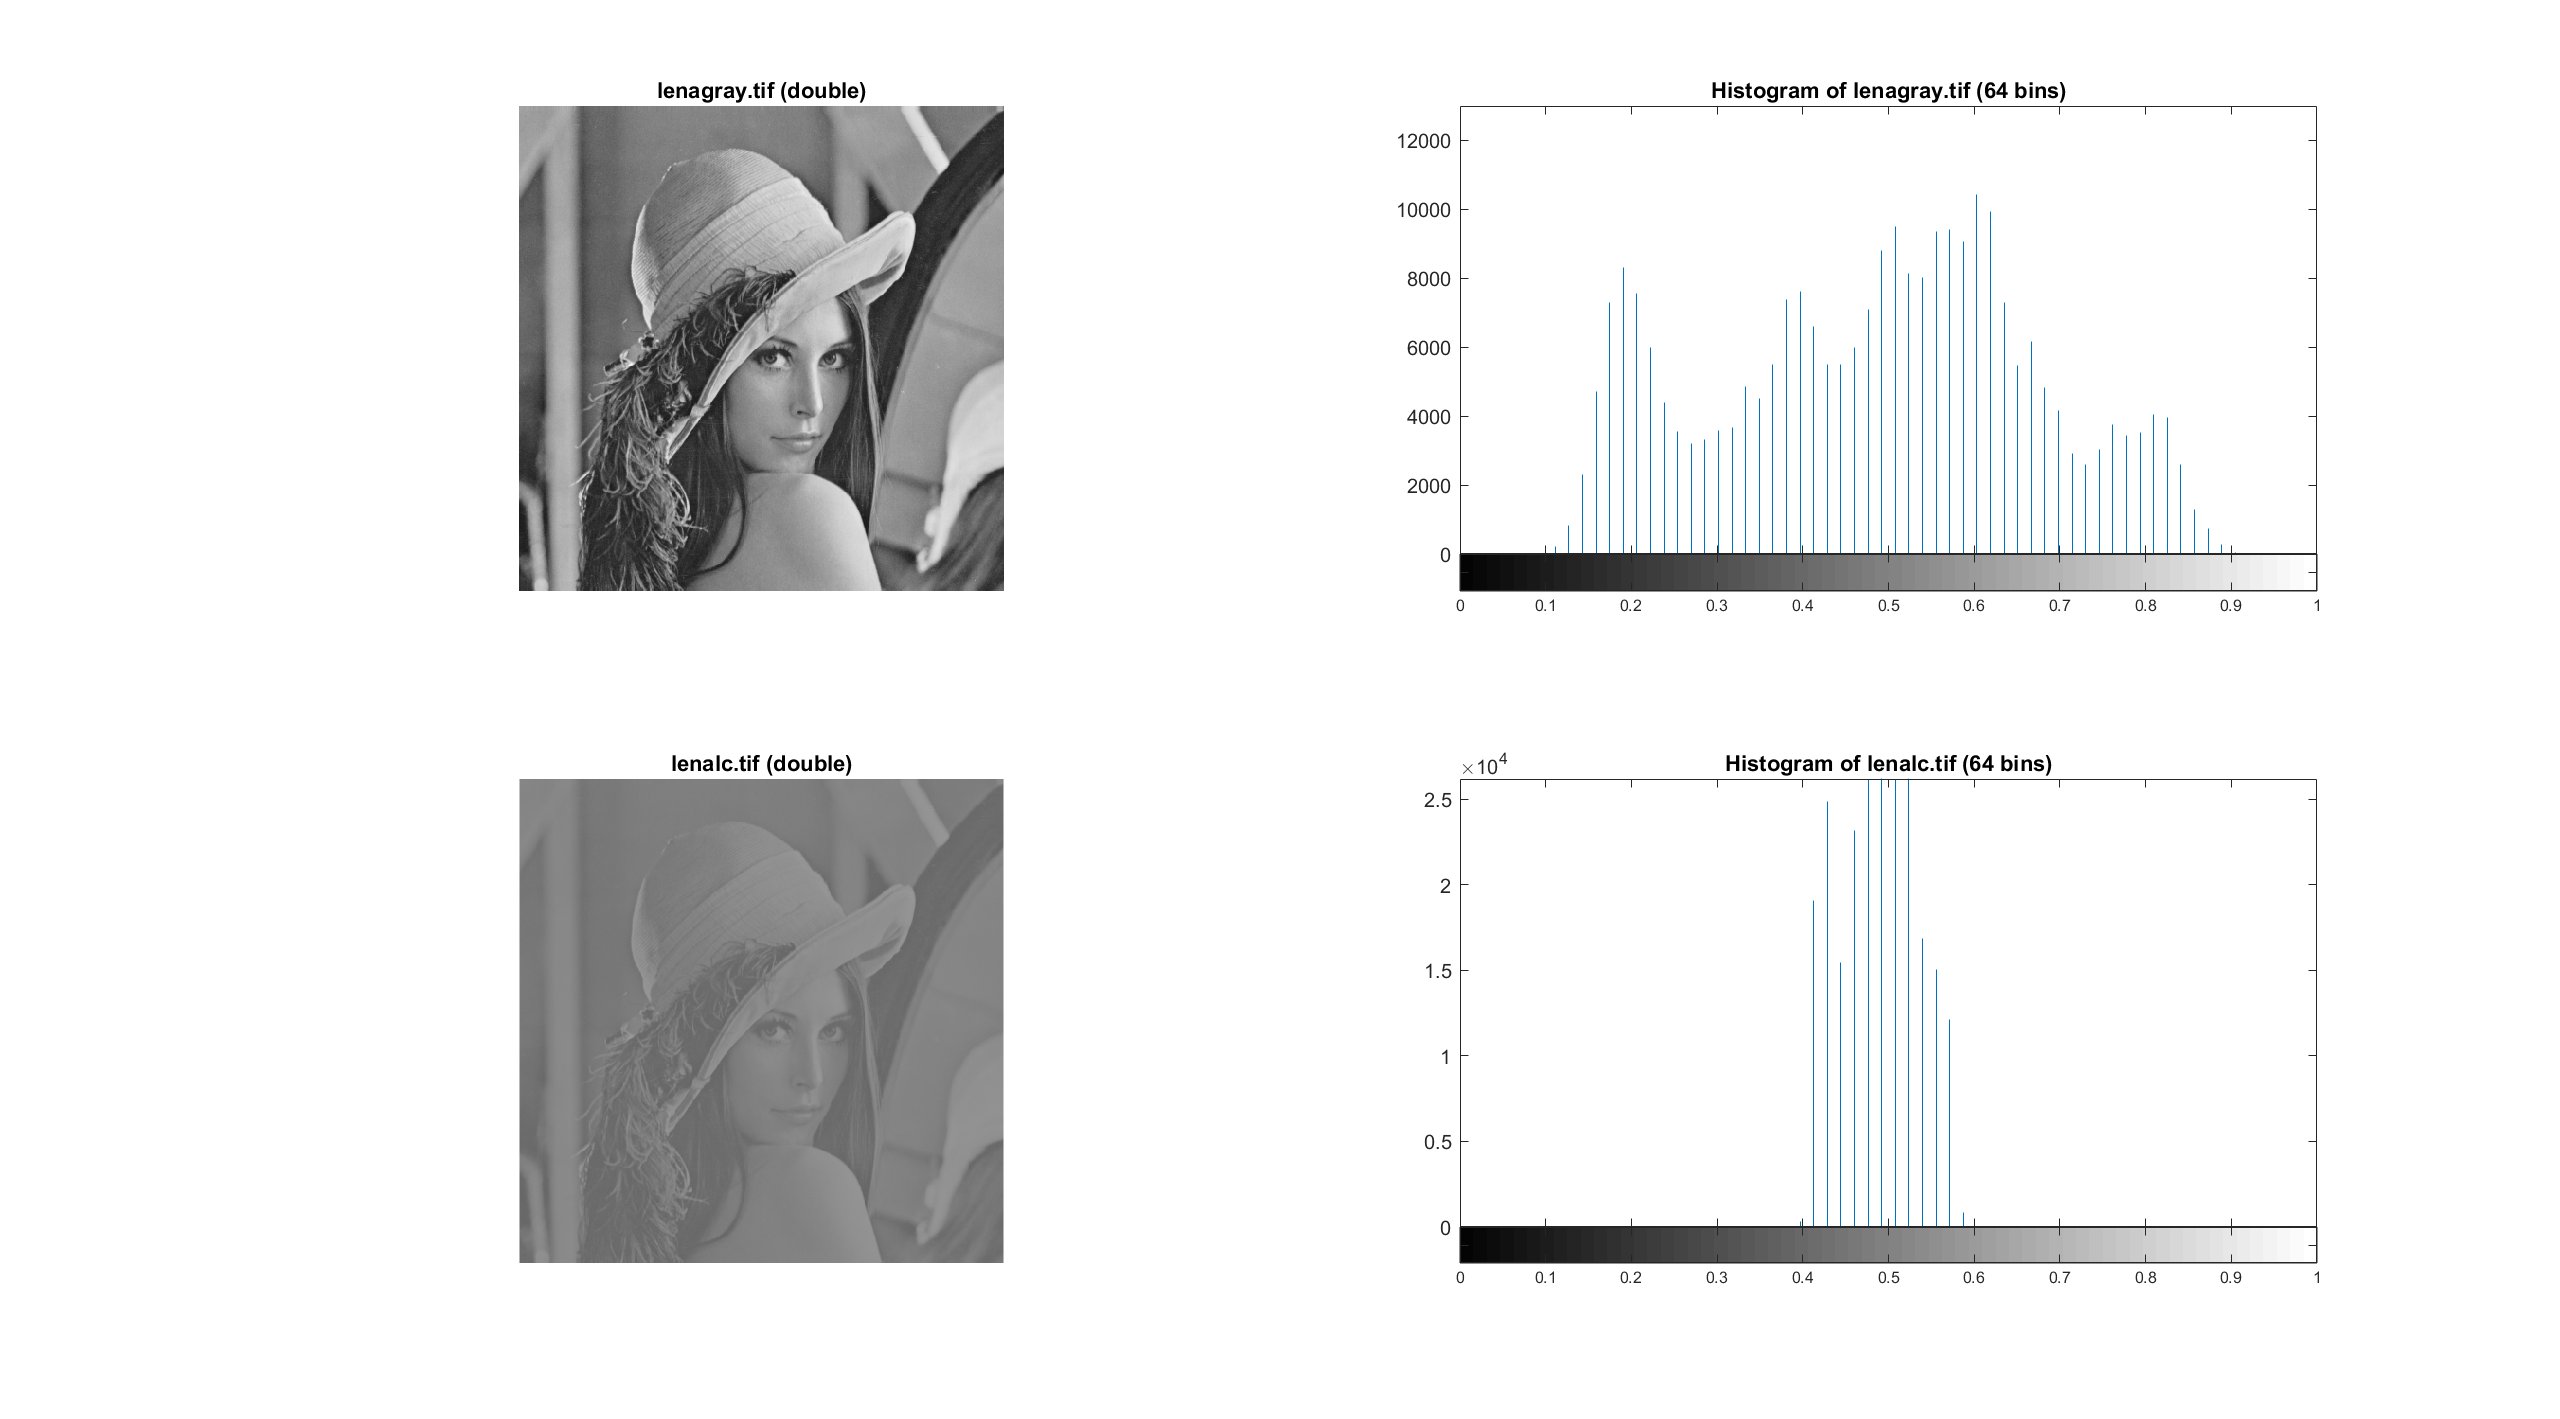 lenagray.tif (double)
Histogram of lenagray.tif (64 bins)
12000
10000
8000
6000
4000
2000
0
0 0.1 0.2 0.3 0.4 0.5 0.6 0.7 0.8 0.9 1
lenalc.tif (double)
×10⁴ Histogram of lenalc.tif (64 bins)
2.5
2
1.5
1
0.5
0
0 0.1 0.2 0.3 0.4 0.5 0.6 0.7 0.8 0.9 1